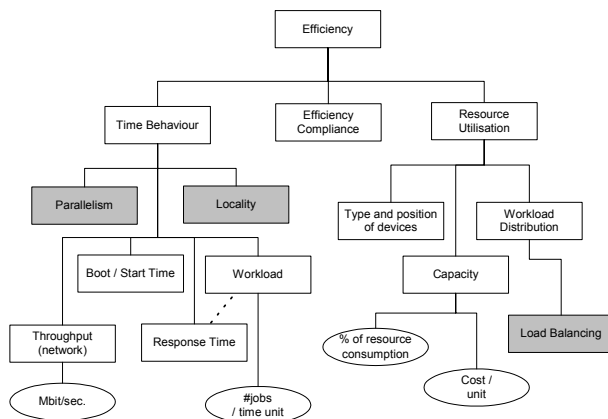 Efficiency
Time Behaviour
Efficiency
Compliance
Resource
Utilisation
Parallelism
Locality
Type and position
of devices
Workload
Distribution
Boot / Start Time
Workload
Capacity
Throughput
(network)
Response Time
% of resource
consumption
Load Balancing
Mbit/sec.
#jobs
/ time unit
Cost /
unit